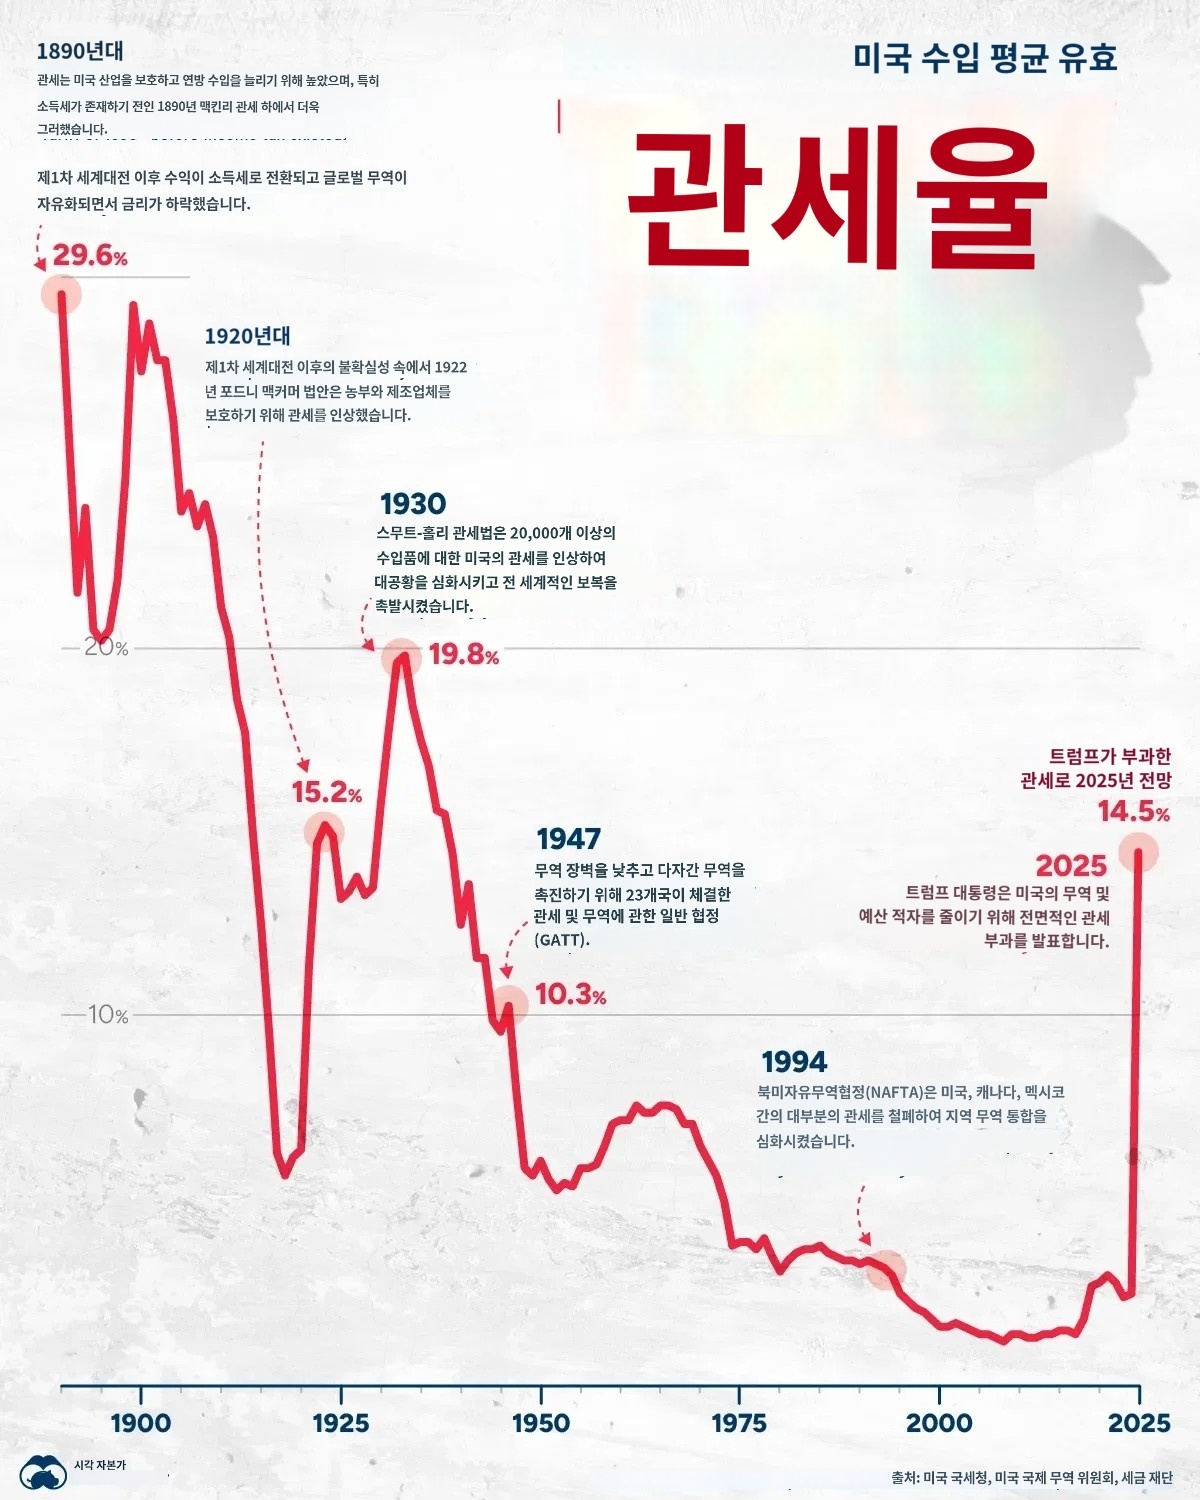 미국 수입 평균 유효
관세율
1890년대
관세는 미국 산업을 보호하고 연방 수입을 늘리기 위해 높았으며, 특히
소득세가 존재하기 전인 1890년 맥킨리 관세 하에서 더욱
그러했습니다.
제1차 세계대전 이후 수익이 소득세로 전환되고 글로벌 무역이
자유화되면서 금리가 하락했습니다.
29.6%
1920년대
제1차 세계대전 이후의 불확실성 속에서 1922
년 포드니 맥커머 법안은 농부와 제조업체를
보호하기 위해 관세를 인상했습니다.
1930
스무트-홀리 관세법은 20,000개 이상의
수입품에 대한 미국의 관세를 인상하여
대공황을 심화시키고 전 세계적인 보복을
촉발시켰습니다.
20%
19.8%
15.2%
트럼프가 부과한
관세로 2025년 전망
14.5%
1947
무역 장벽을 낮추고 다자간 무역을
촉진하기 위해 23개국이 체결한
관세 및 무역에 관한 일반 협정
(GATT).
2025
트럼프 대통령은 미국의 무역 및
예산 적자를 줄이기 위해 전면적인 관세
부과를 발표합니다.
10.3%
10%
1994
북미자유무역협정(NAFTA)은 미국, 캐나다, 멕시코
간의 대부분의 관세를 철폐하여 지역 무역 통합을
심화시켰습니다.
1900 1925 1950 1975 2000 2025
시각 자본가
출처: 미국 국세청, 미국 국제 무역 위원회, 세금 재단